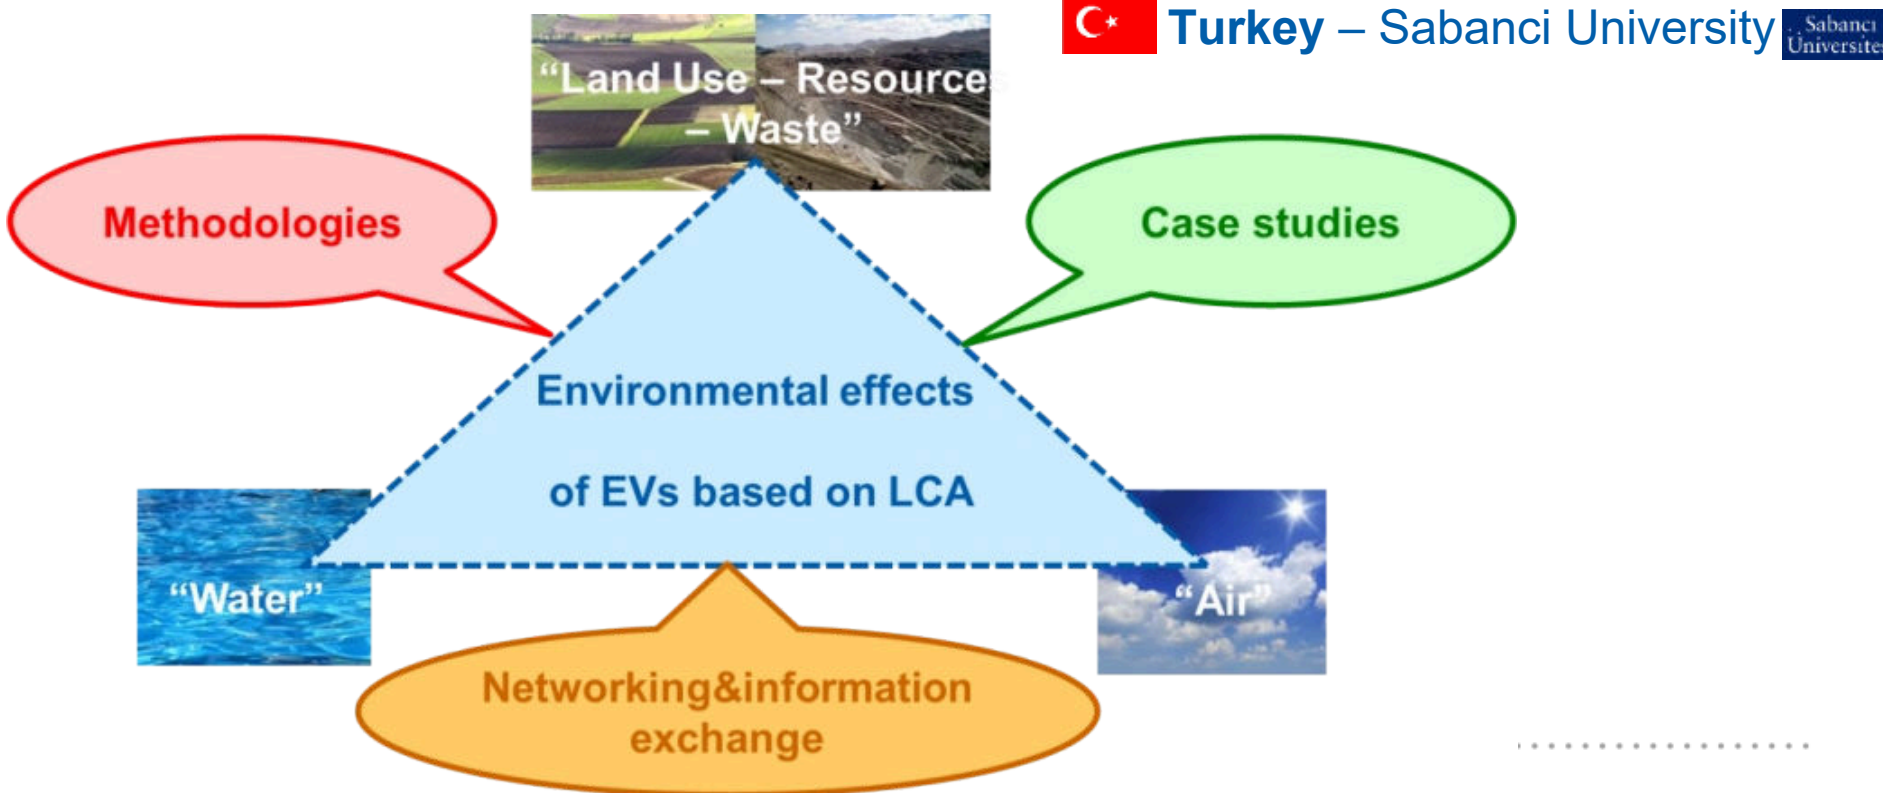 Turkey – Sabanci University
Sabancı
Üniversites
“Land Use – Resources
– Waste”
Methodologies
Case studies
Environmental effects
of EVs based on LCA
“Water”
“Air”
Networking&information
exchange